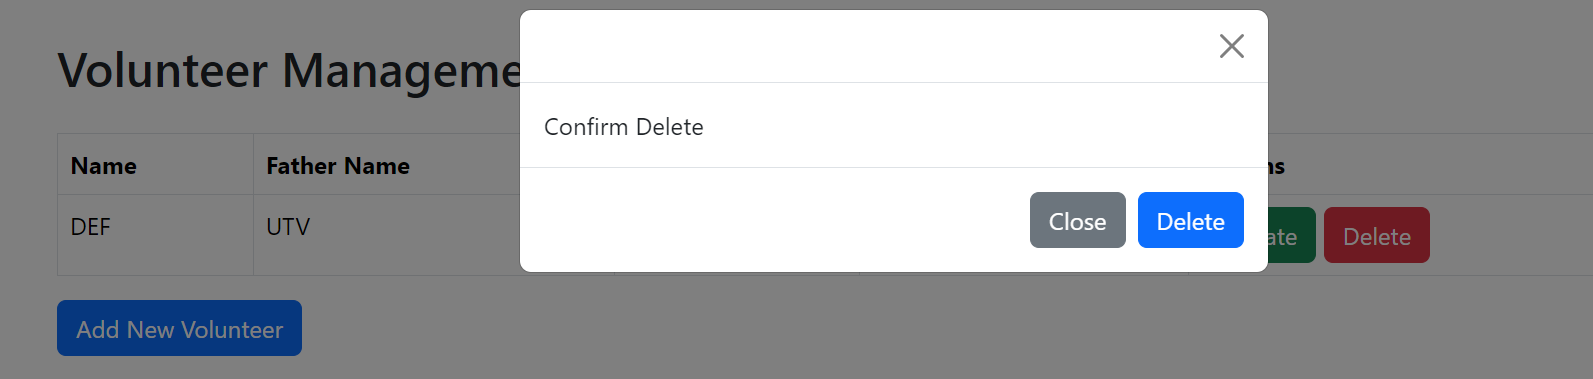 Volunteer Manageme
Confirm Delete
Name Father Name ns
Close Delete
DEF UTV ate Delete
Add New Volunteer